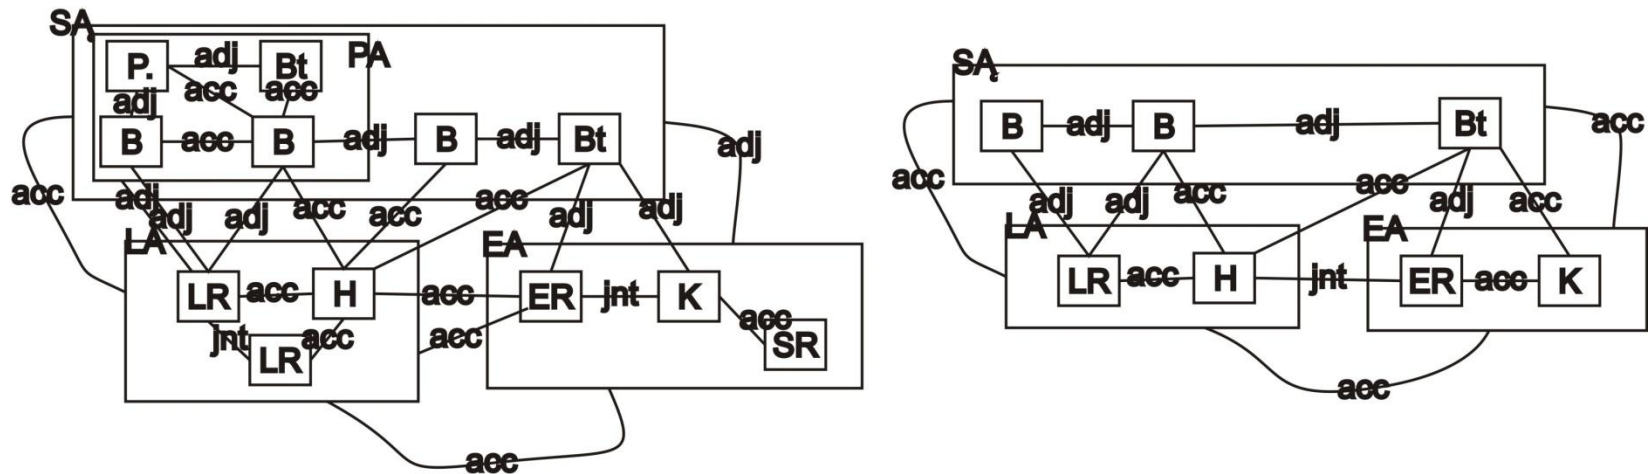 SĄ
PA
P. adj Bt
adj acc acc
B acc B adj B adj Bt
acc
adj
adj adj adj acc acc acc adj adj
LA
EA
LR acc H acc ER jnt K
jnt acc acc acc
LR
SR
acc
SĄ
B adj B adj Bt
acc
acc
adj adj acc acc adj acc
LA
EA
LR acc H jnt ER acc K
acc